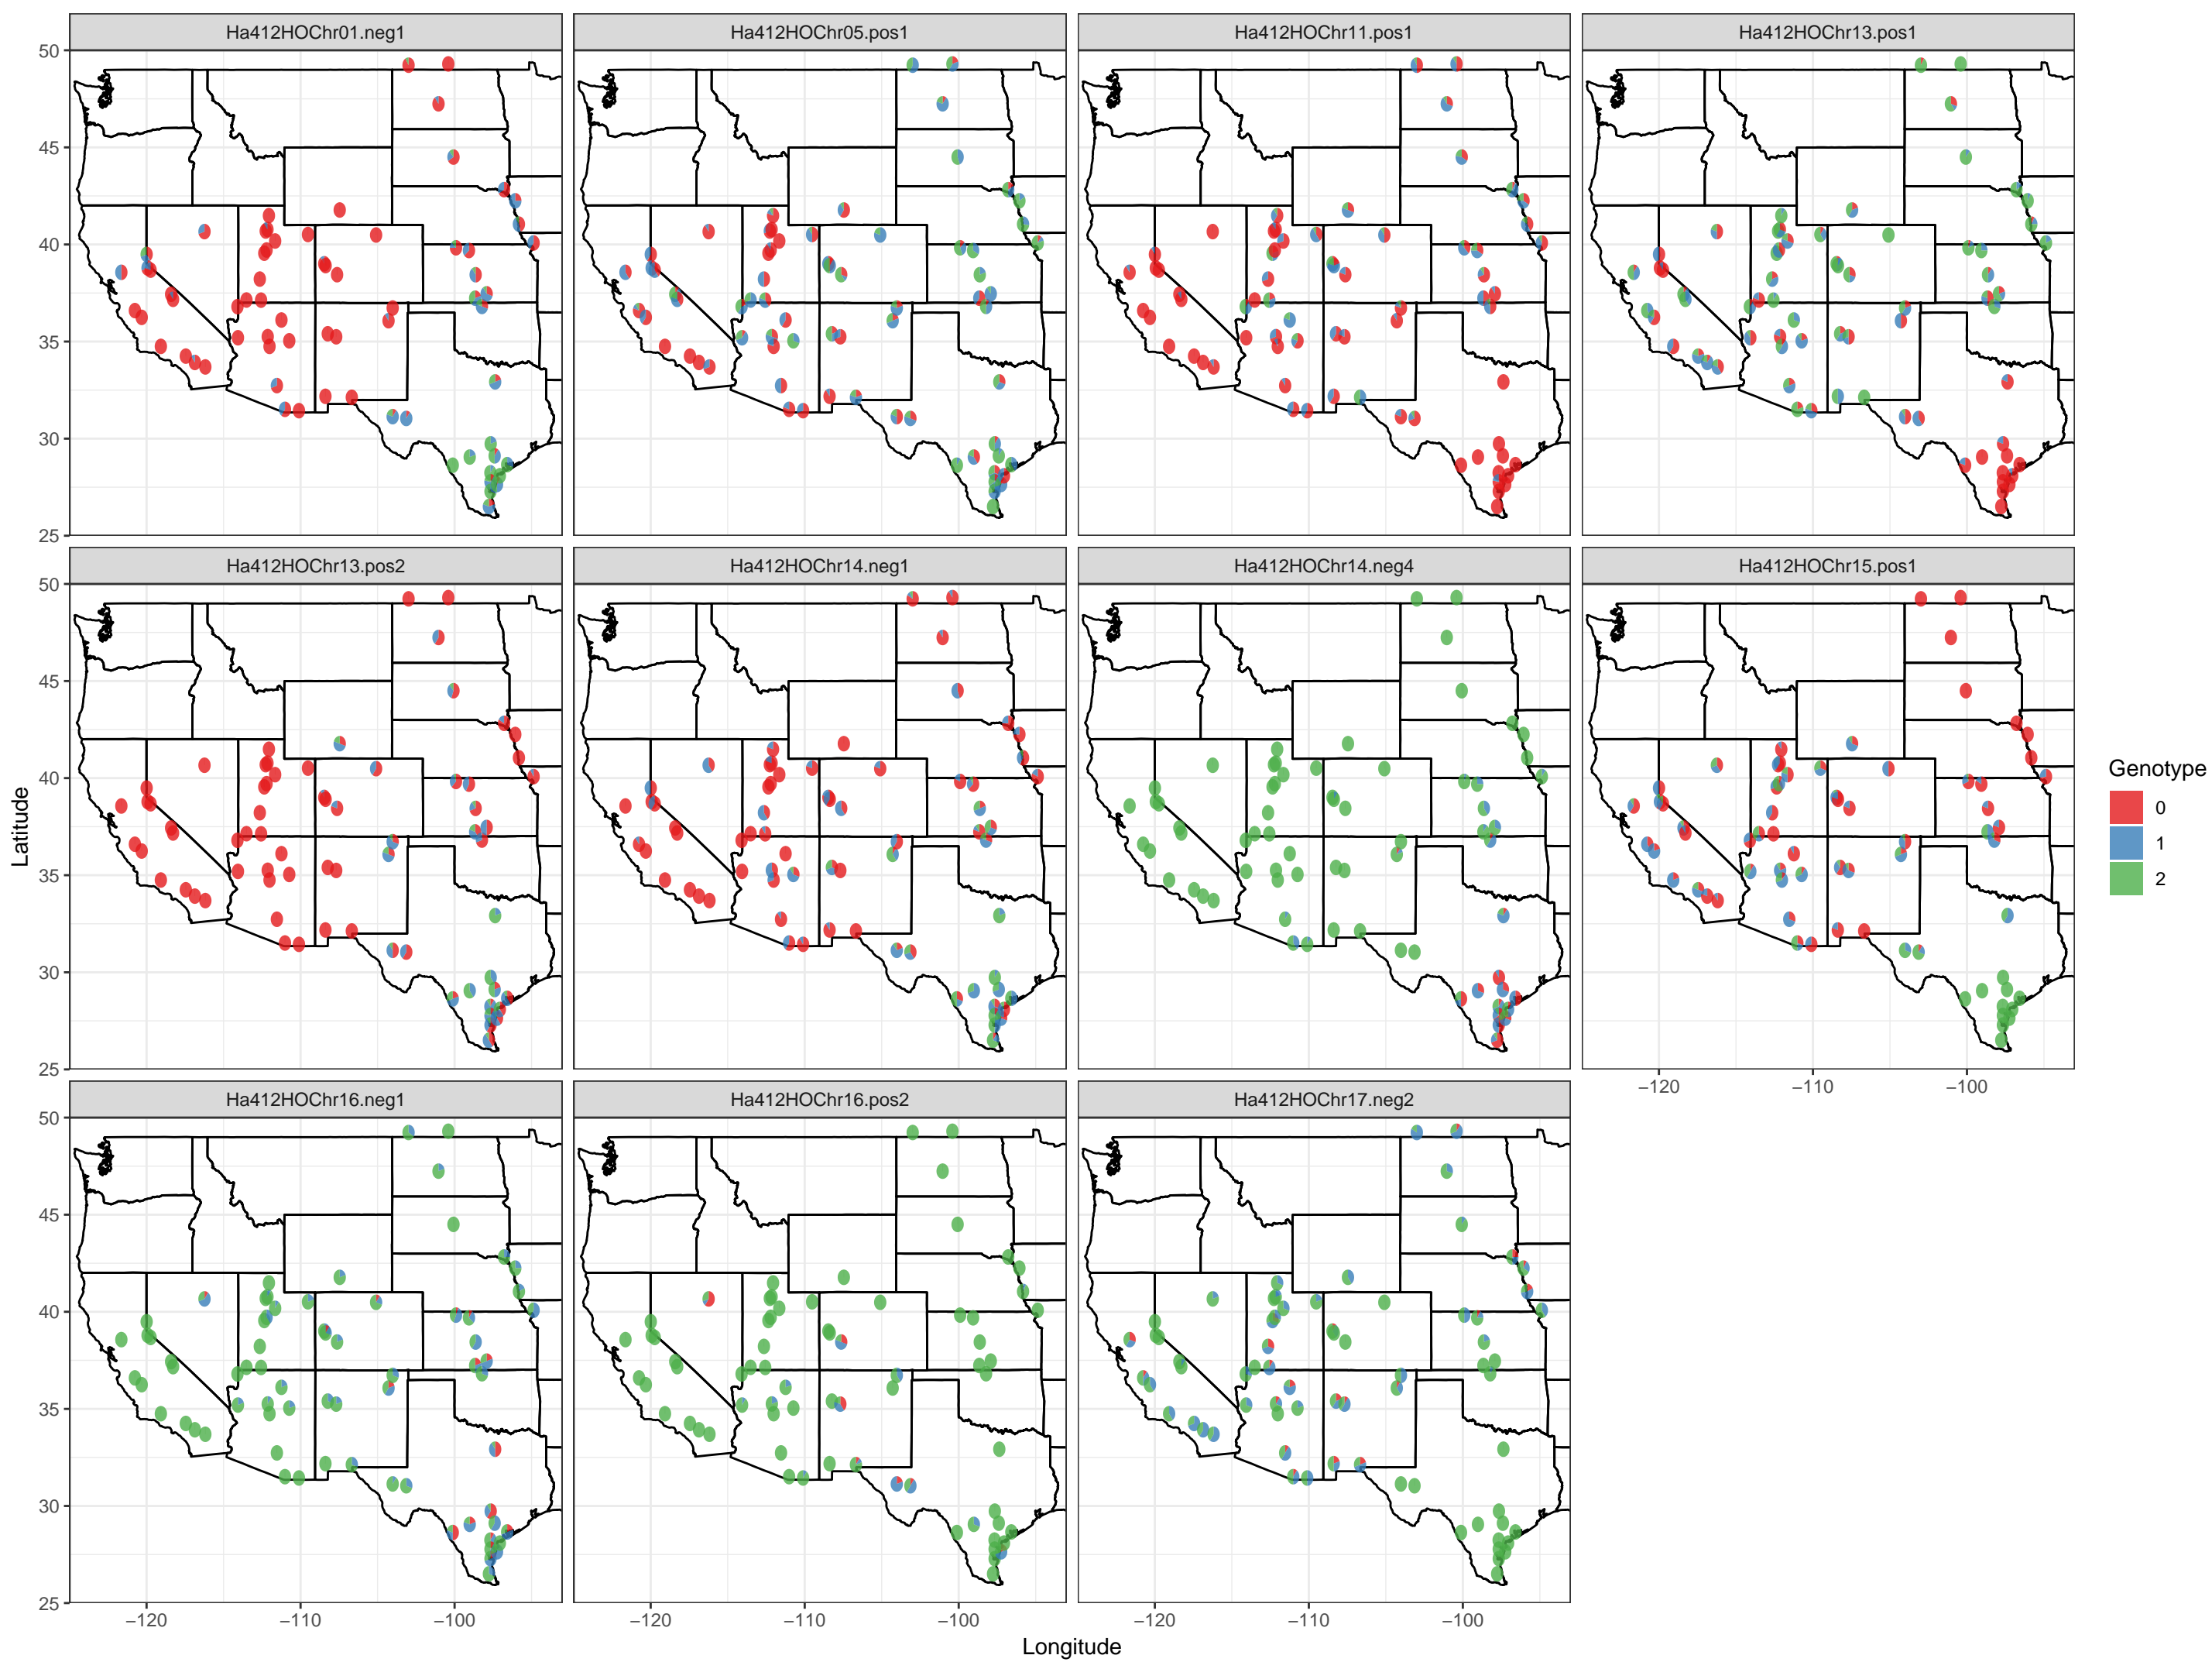 Ha412HOChr01.neg1 Ha412HOChr05.pos1 Ha412HOChr11.pos1 Ha412HOChr13.pos1
50
45
40
35
30
25
Ha412HOChr13.pos2 Ha412HOChr14.neg1 Ha412HOChr14.neg4 Ha412HOChr15.pos1
50
45
40
35
30
25
−120 −110 −100
Latitude
Genotype
0
1
2
Ha412HOChr16.neg1 Ha412HOChr16.pos2 Ha412HOChr17.neg2
50
45
40
35
30
25
−120 −110 −100 −120 −110 −100 −120 −110 −100
Longitude